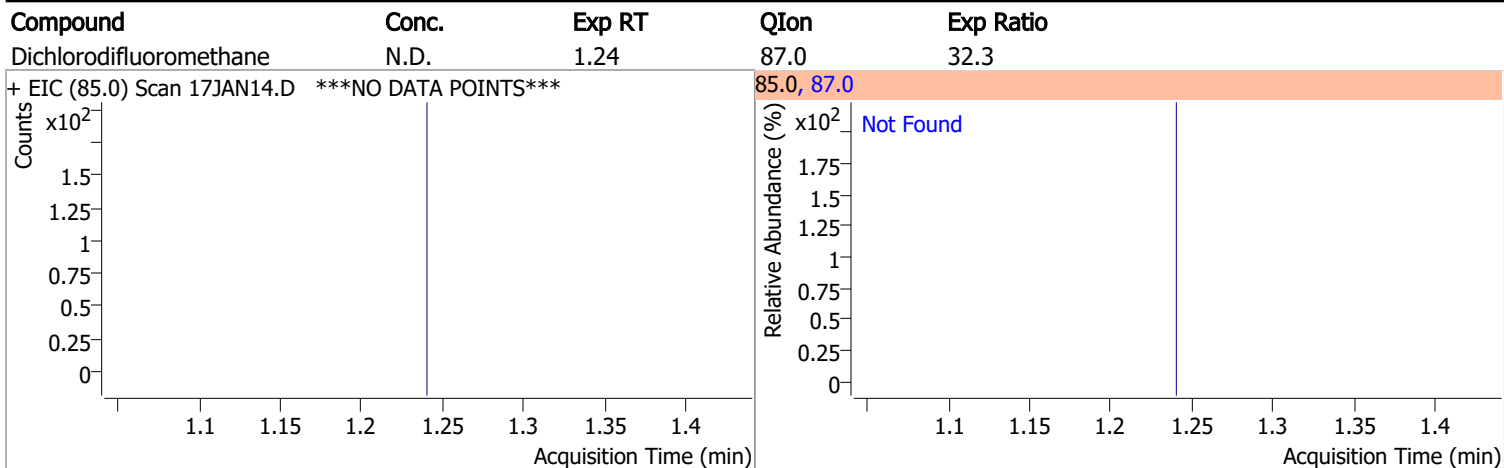 Compound Conc. Exp RT QIon Exp Ratio
Dichlorodifluoromethane N.D. 1.24 87.0 32.3
+ EIC (85.0) Scan 17JAN14.D ***NO DATA POINTS***
Counts
x10²
1.5
1.25
1
0.75
0.5
0.25
0
1.1 1.15 1.2 1.25 1.3 1.35 1.4
Acquisition Time (min)
85.0, 87.0
Relative Abundance (%)
x10²
Not Found
1.75
1.5
1.25
1
0.75
0.5
0.25
0
1.1 1.15 1.2 1.25 1.3 1.35 1.4
Acquisition Time (min)